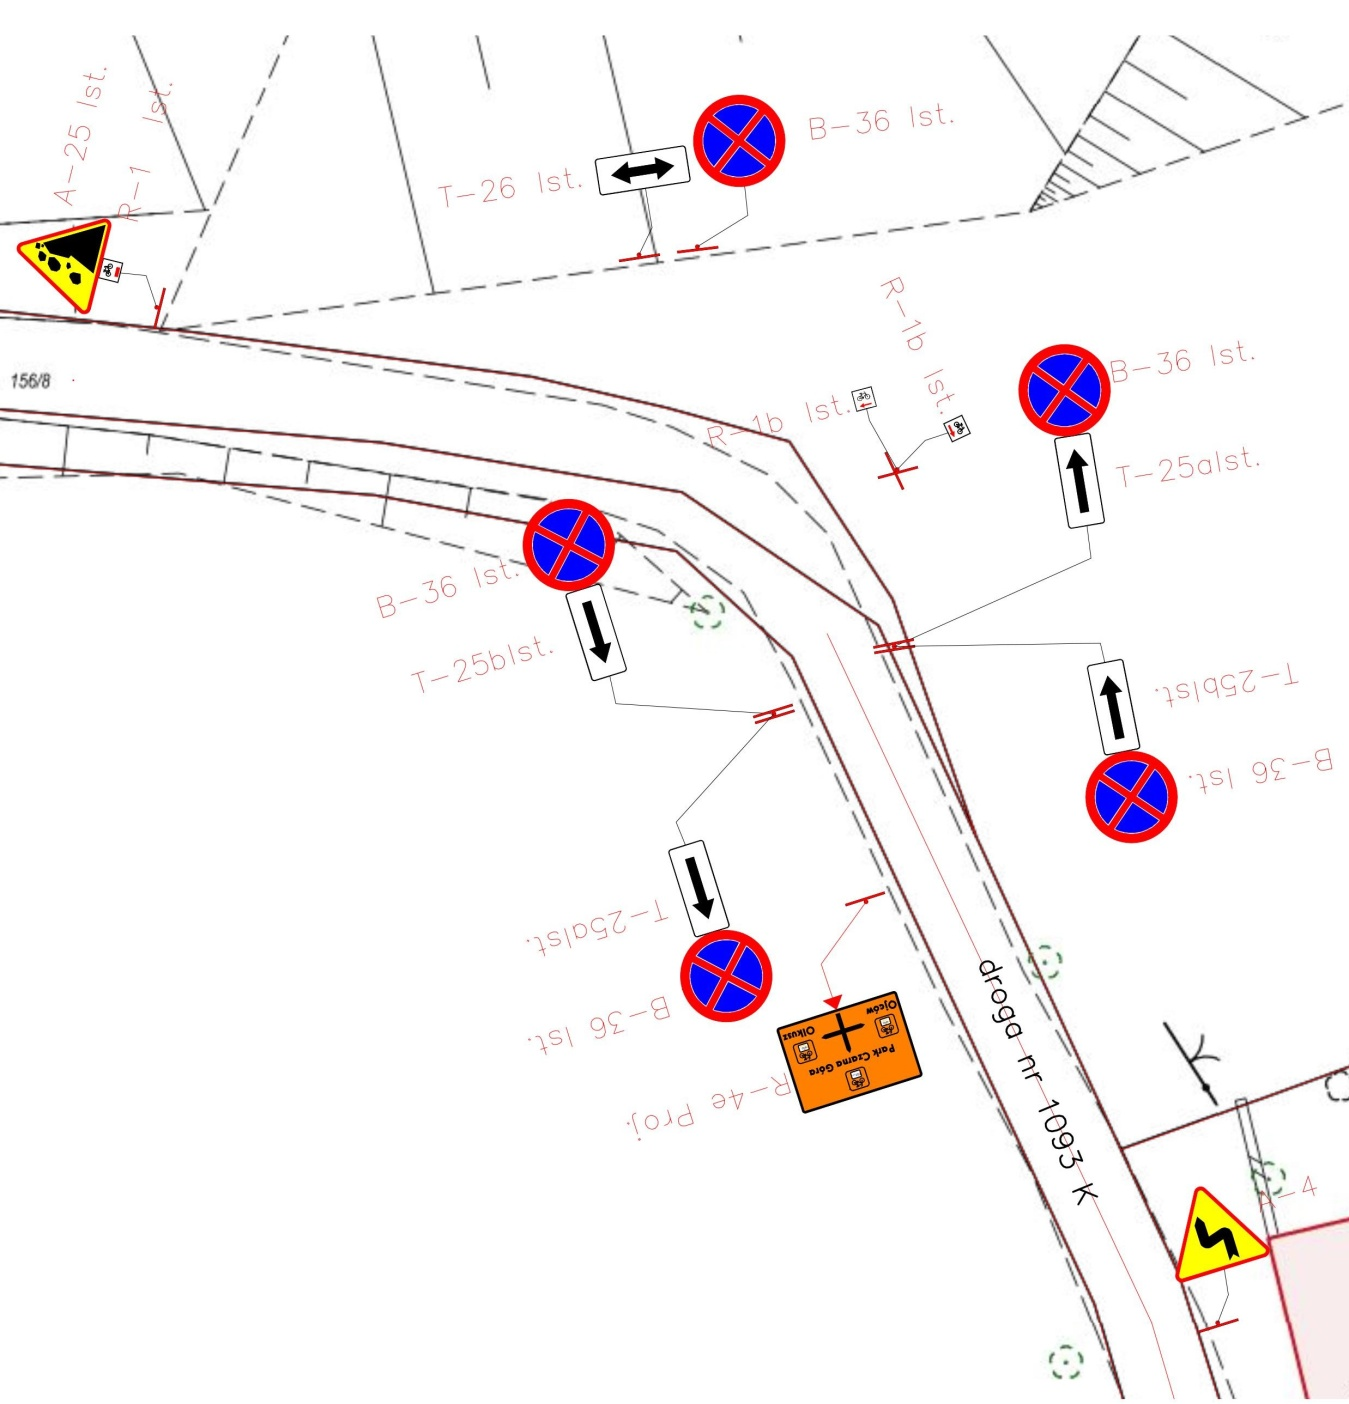 A-25 Ist.
R-1 Ist.
T-26 Ist.
B-36 Ist.
156/8
R-1b Ist.
R-1b Ist.
B-36 Ist.
T-25aIst.
B-36 Ist.
T-25bIst.
T-25bIst.
B-36 Ist.
T-25aIst.
B-36 Ist.
Olkusz
Ojców
Park Czarna Góra
R-4e Proj.
droga nr 1093 K
A-4